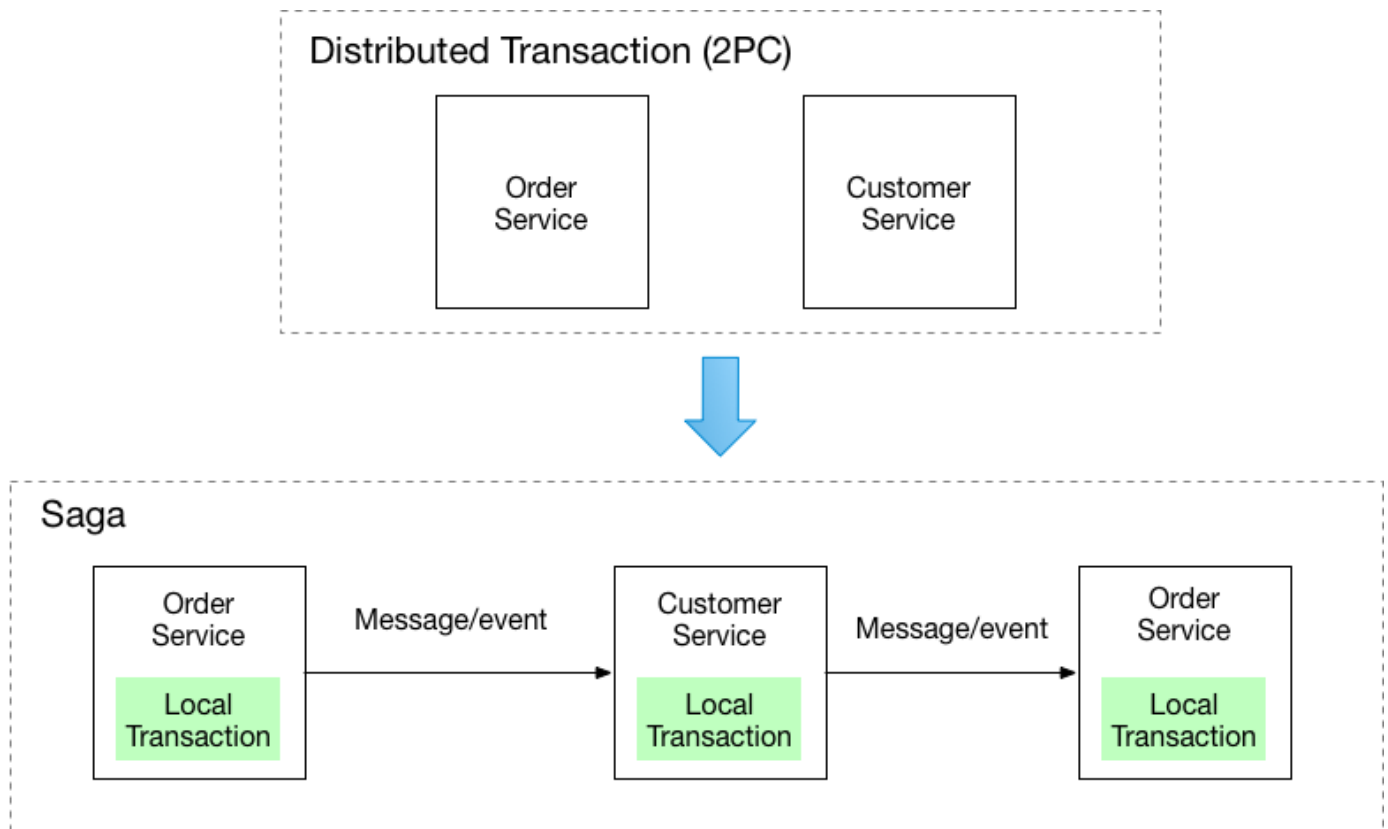 Distributed Transaction (2PC)
Order
Service
Customer
Service
Saga
Order
Service
Local
Transaction
Message/event
Customer
Service
Local
Transaction
Message/event
Order
Service
Local
Transaction